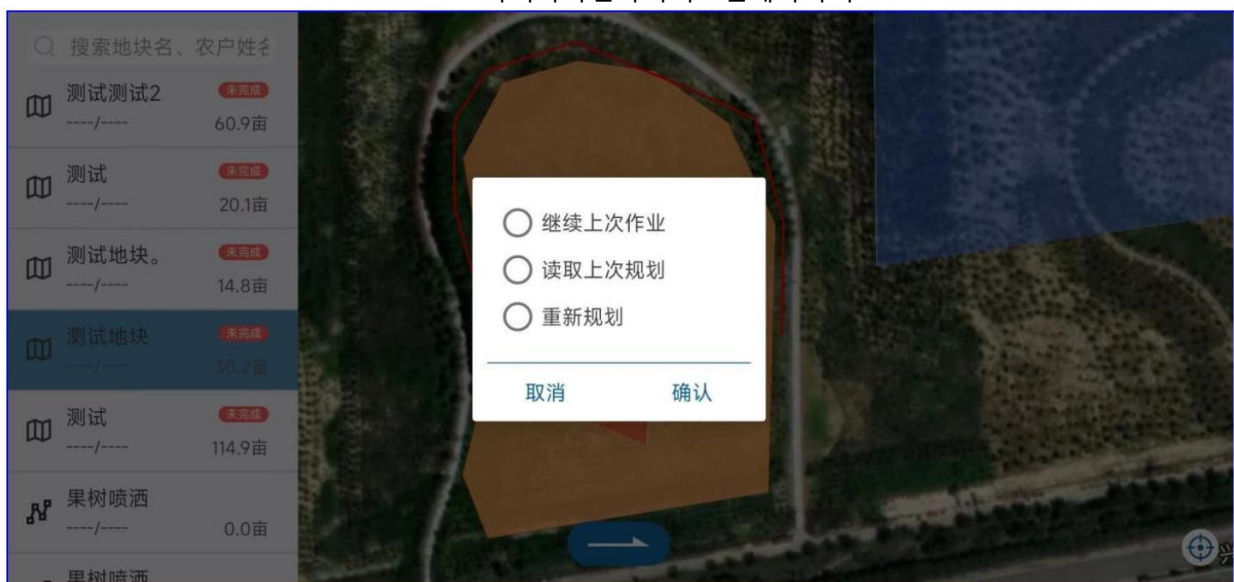 搜索地块名、农户姓名
测试测试2
未完成
----/----
60.9亩
测试
未完成
----/----
20.1亩
测试地块。
未完成
----/----
14.8亩
测试地块
未完成
----/----
30.2亩
测试
未完成
----/----
114.9亩
果树喷洒
----/----
0.0亩
果树喷洒
继续上次作业
读取上次规划
重新规划
取消
确认
兴